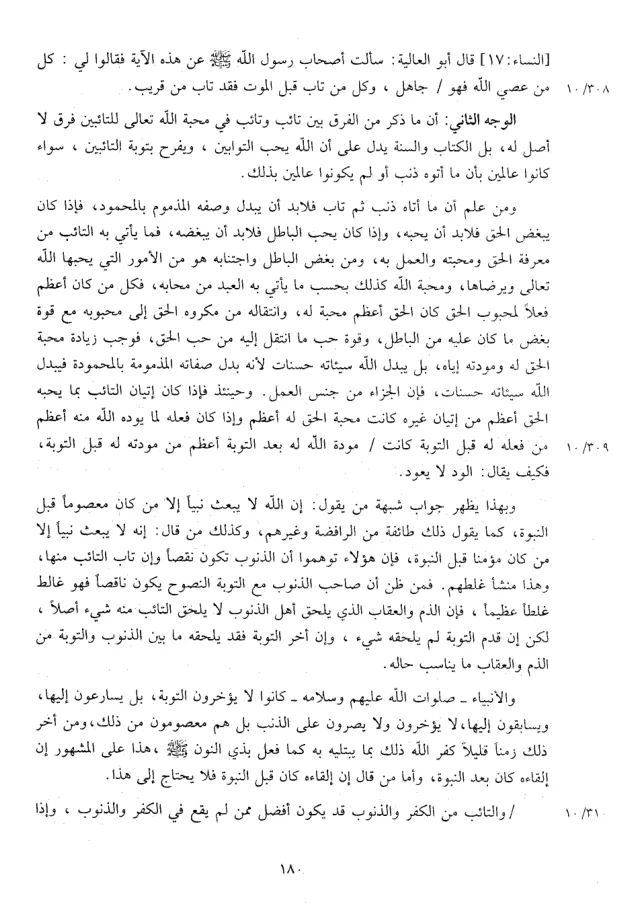 [النساء: ١٧] قال أبو العالية: سألت أصحاب رسول الله ﷺ عن هذه الآية فقالوا لي : كل
١٠/٣٠٨ من عصي الله فهو / جاهل ، وكل من تاب قبل الموت فقد تاب من قريب.
الوجه الثاني: أن ما ذكر من الفرق بين تائب وتائب في محبة الله تعالى للتائبين فرق لا
أصل له، بل الكتاب والسنة يدل على أن الله يحب التوابين ، ويفرح بتوبة التائبين ، سواء
كانوا عالمين بأن ما أتوه ذنب أو لم يكونوا عالمين بذلك.
ومن علم أن ما أتاه ذنب ثم تاب فلابد أن يبدل وصفه المذموم بالمحمود، فإذا كان
يبغض الحق فلابد أن يحبه، وإذا كان يحب الباطل فلابد أن يبغضه، فما يأتي به التائب من
معرفة الحق ومحبته والعمل به، ومن بغض الباطل واجتنابه هو من الأمور التي يحبها الله
تعالى ويرضاها، ومحبة الله كذلك بحسب ما يأتي به العبد من محابه، فكل من كان أعظم
فعلاً لمحبوب الحق كان الحق أعظم محبة له، وانتقاله من مكروه الحق إلى محبوبه مع قوة
بغض ما كان عليه من الباطل، وقوة حب ما انتقل إليه من حب الحق، فوجب زيادة محبة
الحق له ومودته إياه، بل يبدل الله سيئاته حسنات لأنه بدل صفاته المذمومة بالمحمودة فيبدل
الله سيئاته حسنات، فإن الجزاء من جنس العمل. وحينئذ فإذا كان إتيان التائب بما يحبه
الحق أعظم من إتيان غيره كانت محبة الحق له أعظم وإذا كان فعله لما يوده الله منه أعظم
١٠/٣٠٩ من فعله له قبل التوبة كانت / مودة الله له بعد التوبة أعظم من مودته له قبل التوبة،
فكيف يقال: الود لا يعود.
وبهذا يظهر جواب شبهة من يقول: إن الله لا يبعث نبياً إلا من كان معصوماً قبل
النبوة، كما يقول ذلك طائفة من الرافضة وغيرهم، وكذلك من قال: إنه لا يبعث نبياً إلا
من كان مؤمنا قبل النبوة، فإن هؤلاء توهموا أن الذنوب تكون نقصاً وإن تاب التائب منها،
وهذا منشأ غلطهم. فمن ظن أن صاحب الذنوب مع التوبة النصوح يكون ناقصاً فهو غالط
غلطاً عظيماً ، فإن الذم والعقاب الذي يلحق أهل الذنوب لا يلحق التائب منه شيء أصلاً ،
لكن إن قدم التوبة لم يلحقه شيء ، وإن أخر التوبة فقد يلحقه ما بين الذنوب والتوبة من
الذم والعقاب ما يناسب حاله.
والأنبياء ـ صلوات الله عليهم وسلامه ـ كانوا لا يؤخرون التوبة، بل يسارعون إليها،
ويسابقون إليها،لا يؤخرون ولا يصرون على الذنب بل هم معصومون من ذلك،ومن أخر
ذلك زمناً قليلاً كفر الله ذلك بما يبتليه به كما فعل بذي النون ﷺ ،هذا على المشهور إن
إلقاءه كان بعد النبوة، وأما من قال إن إلقاءه كان قبل النبوة فلا يحتاج إلى هذا.
١٠/٣١ / والتائب من الكفر والذنوب قد يكون أفضل ممن لم يقع في الكفر والذنوب ، وإذا
١٨٠